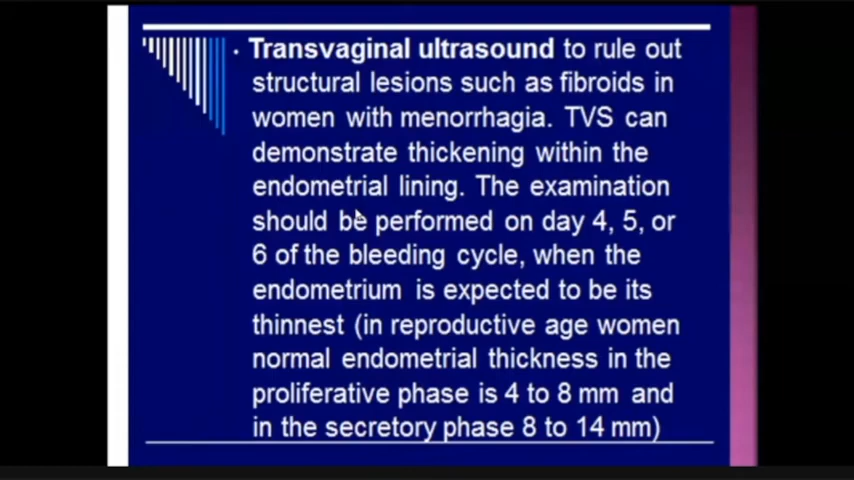 • Transvaginal ultrasound to rule out
structural lesions such as fibroids in
women with menorrhagia. TVS can
demonstrate thickening within the
endometrial lining. The examination
should be performed on day 4, 5, or
6 of the bleeding cycle, when the
endometrium is expected to be its
thinnest (in reproductive age women
normal endometrial thickness in the
proliferative phase is 4 to 8 mm and
in the secretory phase 8 to 14 mm)